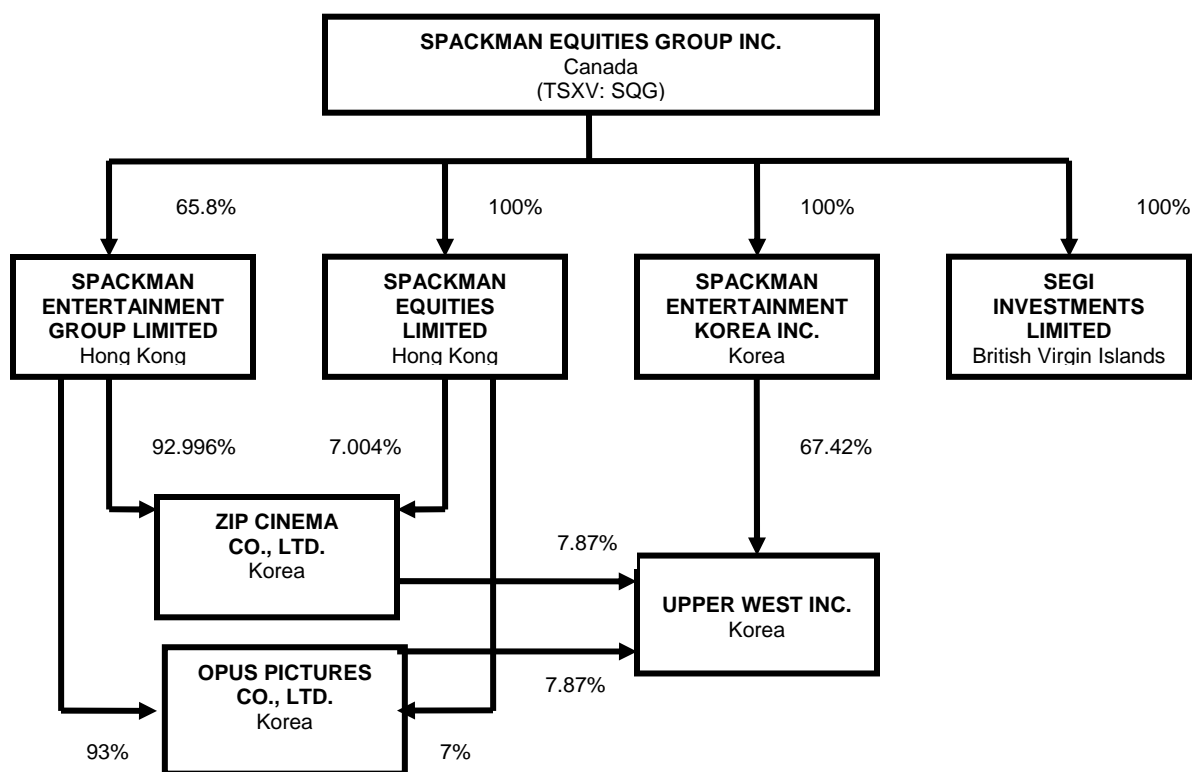 SPACKMAN EQUITIES GROUP INC.
Canada
(TSXV: SQG)
65.8%
100%
100%
100%
SPACKMAN
ENTERTAINMENT
GROUP LIMITED
Hong Kong
SPACKMAN
EQUITIES
LIMITED
Hong Kong
SPACKMAN
ENTERTAINMENT
KOREA INC.
Korea
SEGI
INVESTMENTS
LIMITED
British Virgin Islands
92.996%
7.004%
67.42%
ZIP CINEMA
CO., LTD.
Korea
7.87%
UPPER WEST INC.
Korea
OPUS PICTURES
CO., LTD.
Korea
7.87%
93%
7%